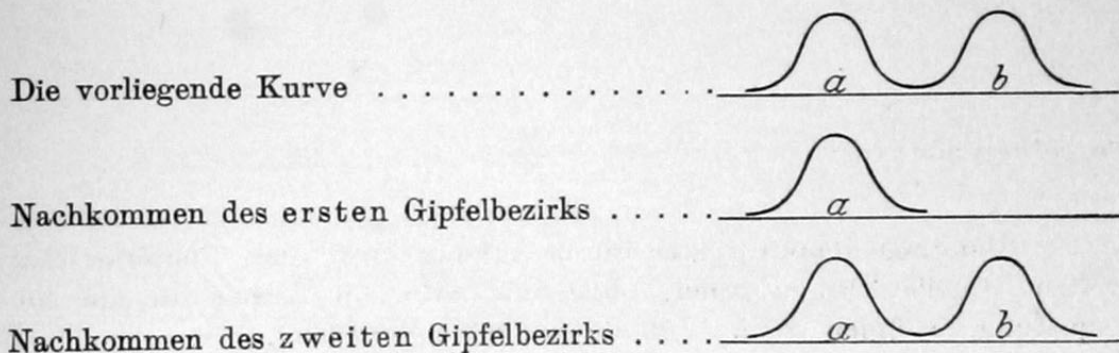 Die vorliegende Kurve . . . . . . . . . . . . . . . a b
Nachkommen des ersten Gipfelbezirks . . . . . a
Nachkommen des zweiten Gipfelbezirks . . . . a b